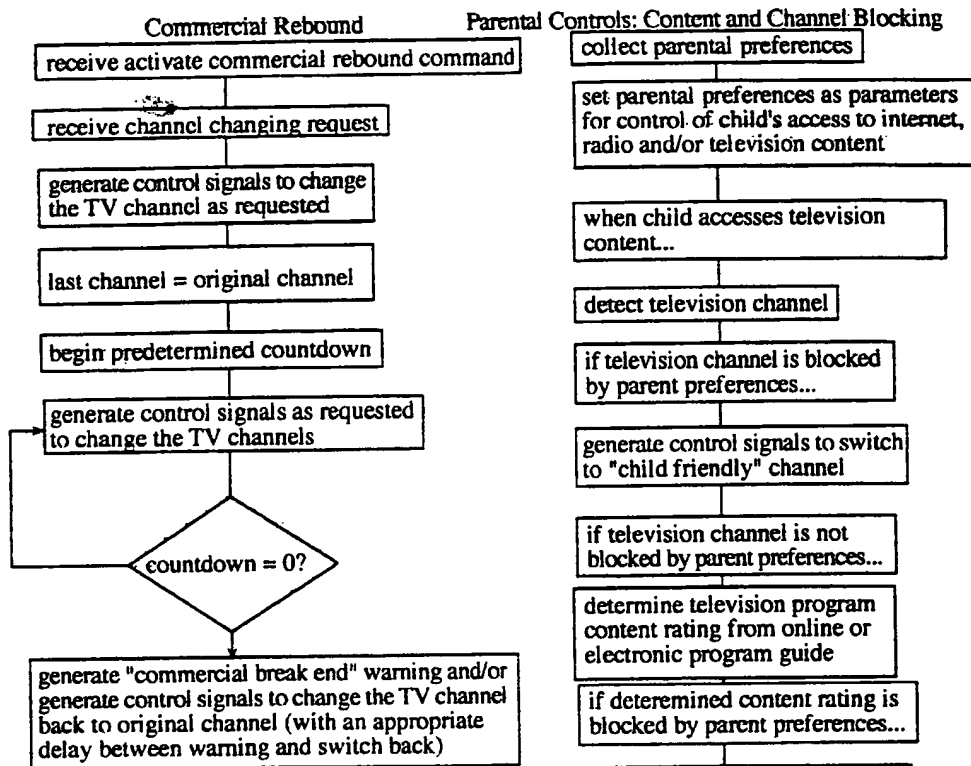 Commercial Rebound
receive activate commercial rebound command
receive channel changing request
generate control signals to change
the TV channel as requested
last channel = original channel
begin predetermined countdown
generate control signals as requested
to change the TV channels
countdown = 0?
generate "commercial break end" warning and/or
generate control signals to change the TV channel
back to original channel (with an appropriate
delay between warning and switch back)
Parental Controls: Content and Channel Blocking
collect parental preferences
set parental preferences as parameters
for control of child's access to internet,
radio and/or television content
when child accesses television
content...
detect television channel
if television channel is blocked
by parent preferences...
generate control signals to switch
to "child friendly" channel
if television channel is not
blocked by parent preferences...
determine television program
content rating from online or
electronic program guide
if deteremined content rating is
blocked by parent preferences...